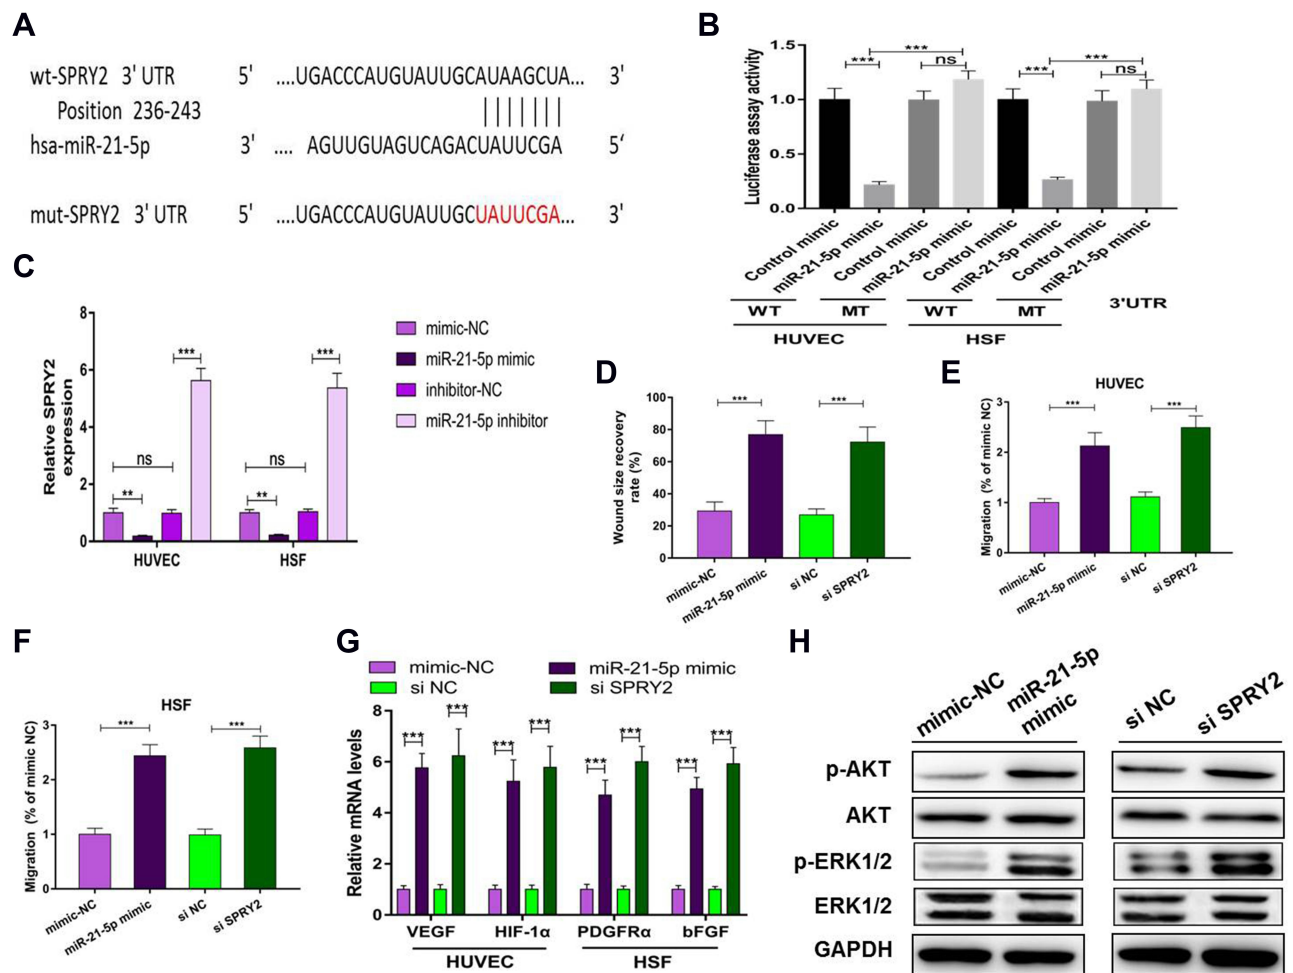 A
wt-SPRY2 3' UTR 5' ....UGACCCAUGUAUUGCAUAAGCUA... 3'
Position 236-243
hsa-miR-21-5p 3' .... AGUUGUAGUCAGACUAUUCGA 5‘
mut-SPRY2 3' UTR 5' ....UGACCCAUGUAUUGCUAUUCGA... 3'
B
Luciferase assay activity
1.5
1.0
0.5
0.0
***
***
ns
***
***
ns
Control mimic
miR-21-5p mimic
Control mimic
miR-21-5p mimic
Control mimic
miR-21-5p mimic
Control mimic
miR-21-5p mimic
WT MT WT MT 3'UTR
HUVEC HSF
C
Relative SPRY2
expression
8
6
4
2
0
ns
**
***
ns
**
***
HUVEC HSF
mimic-NC
miR-21-5p mimic
inhibitor-NC
miR-21-5p inhibitor
D
Wound size recovery
rate (%)
100
80
60
40
20
0
*** ***
mimic-NC
miR-21-5p mimic
si NC
si SPRY2
E
HUVEC
Migration (% of mimic NC)
3
2
1
0
*** ***
mimic-NC
miR-21-5p mimic
si NC
si SPRY2
F
HSF
Migration (% of mimic NC)
3
2
1
0
*** ***
mimic-NC
miR-21-5p mimic
si NC
si SPRY2
G
mimic-NC miR-21-5p mimic
si NC si SPRY2
Relative mRNA levels
8
6
4
2
0
*** *** *** *** *** *** *** ***
VEGF HIF-1α PDGFRα bFGF
HUVEC HSF
H
mimic-NC
miR-21-5p
mimic
si NC
si SPRY2
p-AKT
AKT
p-ERK1/2
ERK1/2
GAPDH